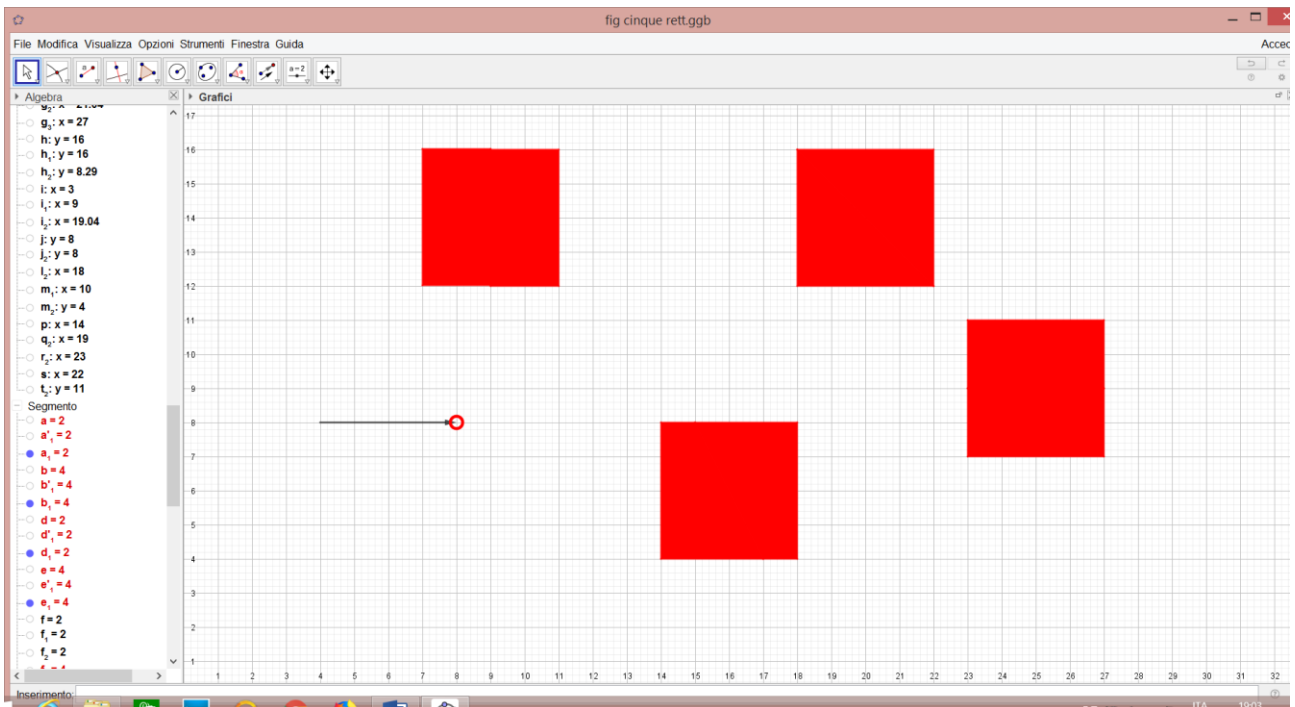 fig cinque rett.ggb
File Modifica Visualizza Opzioni Strumenti Finestra Guida
Acced
a=2
Algebra
Grafici
g₃: x = 27
h: y = 16
h₁: y = 16
h₂: y = 8.29
i: x = 3
i₁: x = 9
i₂: x = 19.04
j: y = 8
j₂: y = 8
l₂: x = 18
m₁: x = 10
m₂: y = 4
p: x = 14
q₂: x = 19
r₂: x = 23
s: x = 22
t₂: y = 11
Segmento
a = 2
a'₁ = 2
a₁ = 2
b = 4
b'₁ = 4
b₁ = 4
d = 2
d'₁ = 2
d₁ = 2
e = 4
e'₁ = 4
e₁ = 4
f = 2
f₁ = 2
f₂ = 2
17
16
15
14
13
12
11
10
9
8
7
6
5
4
3
2
1
1 2 3 4 5 6 7 8 9 10 11 12 13 14 15 16 17 18 19 20 21 22 23 24 25 26 27 28 29 30 31 32
Inserimento:
ITA 19:03